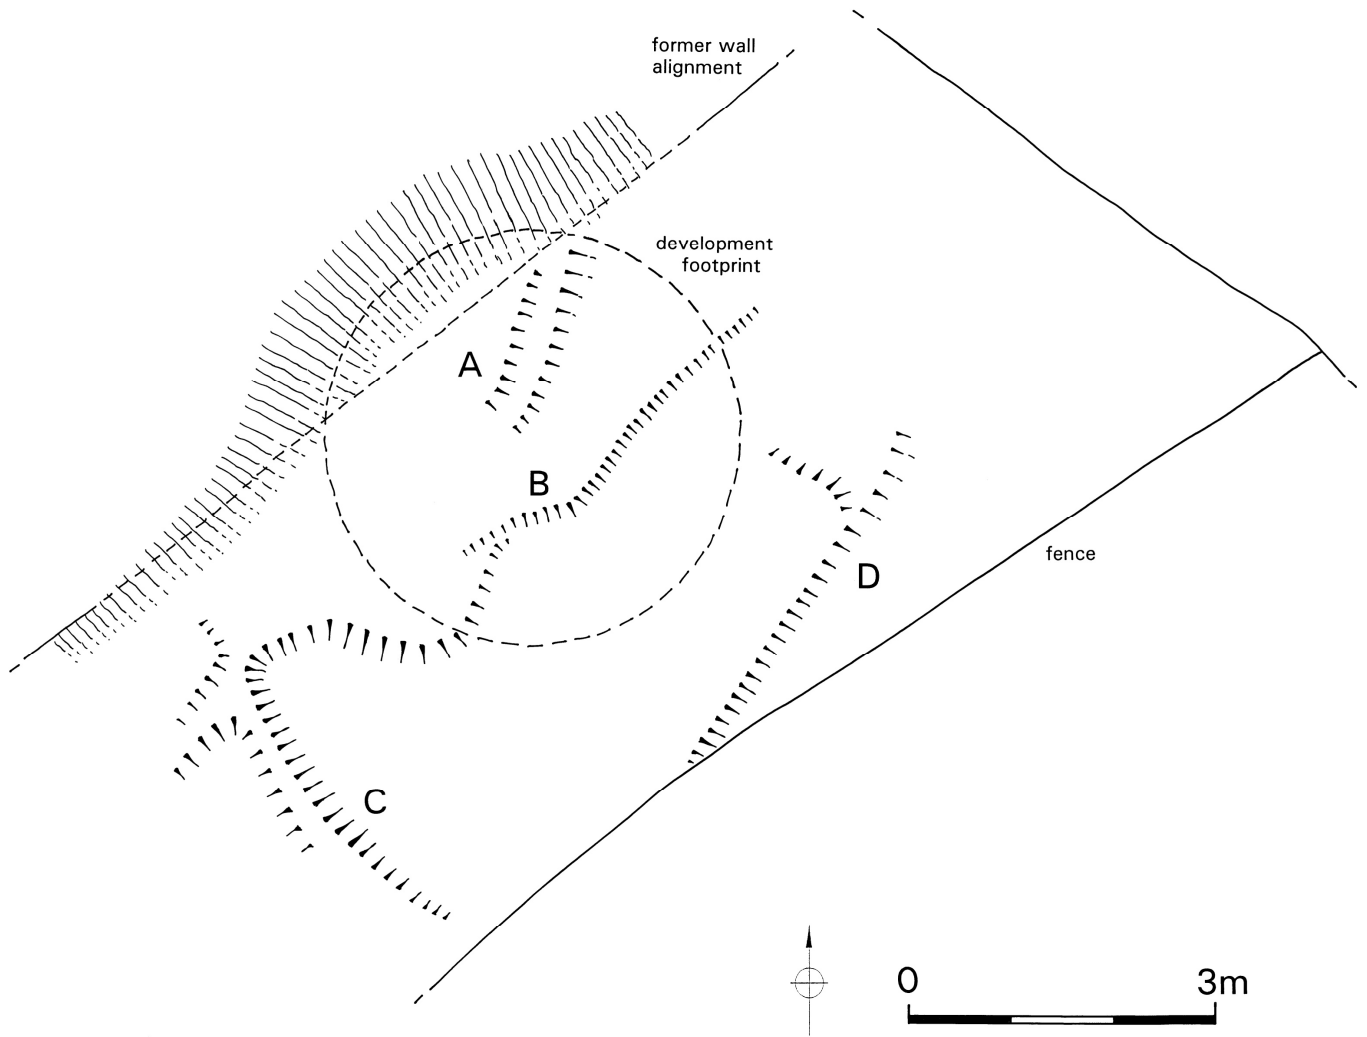 former wall
alignment
development
footprint
A
B
D
fence
C
0
3m